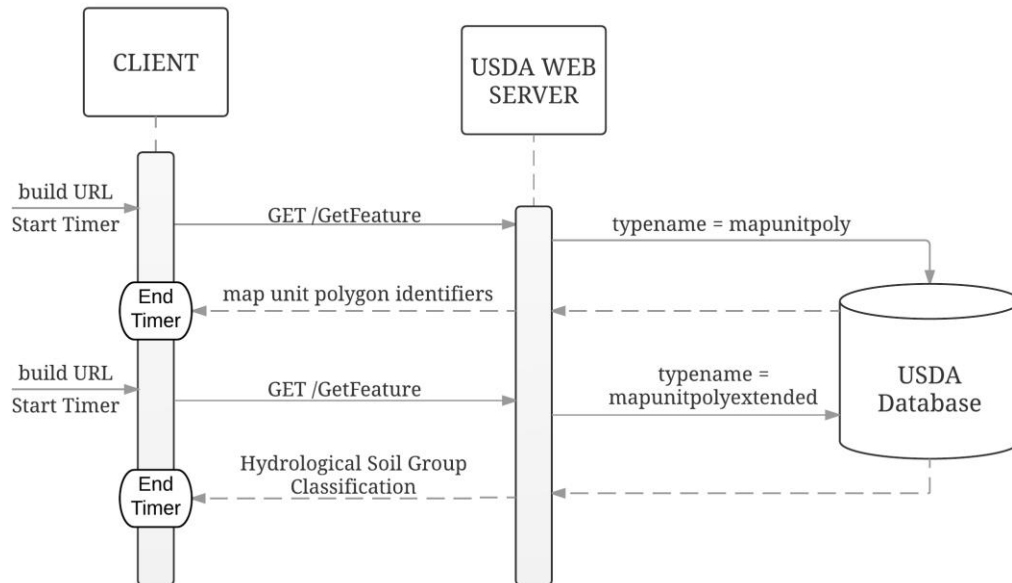 CLIENT
USDA WEB
SERVER
build URL
Start Timer
GET /GetFeature
typename = mapunitpoly
End
Timer
map unit polygon identifiers
build URL
Start Timer
GET /GetFeature
typename =
mapunitpolyextended
USDA
Database
End
Timer
Hydrological Soil Group
Classification